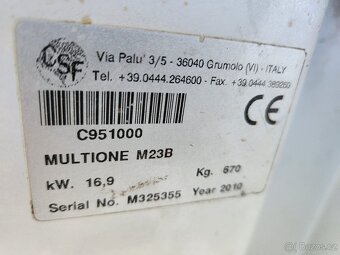 CSF
Via Palu' 3/5 - 36040 Grumolo (VI) - ITALY
Tel. +39.0444.264600 - Fax. +39.0444.389260
C951000
CE
MULTIONE M23B
kW. 16,9 Kg. 670
Serial No. M325355 Year 2010